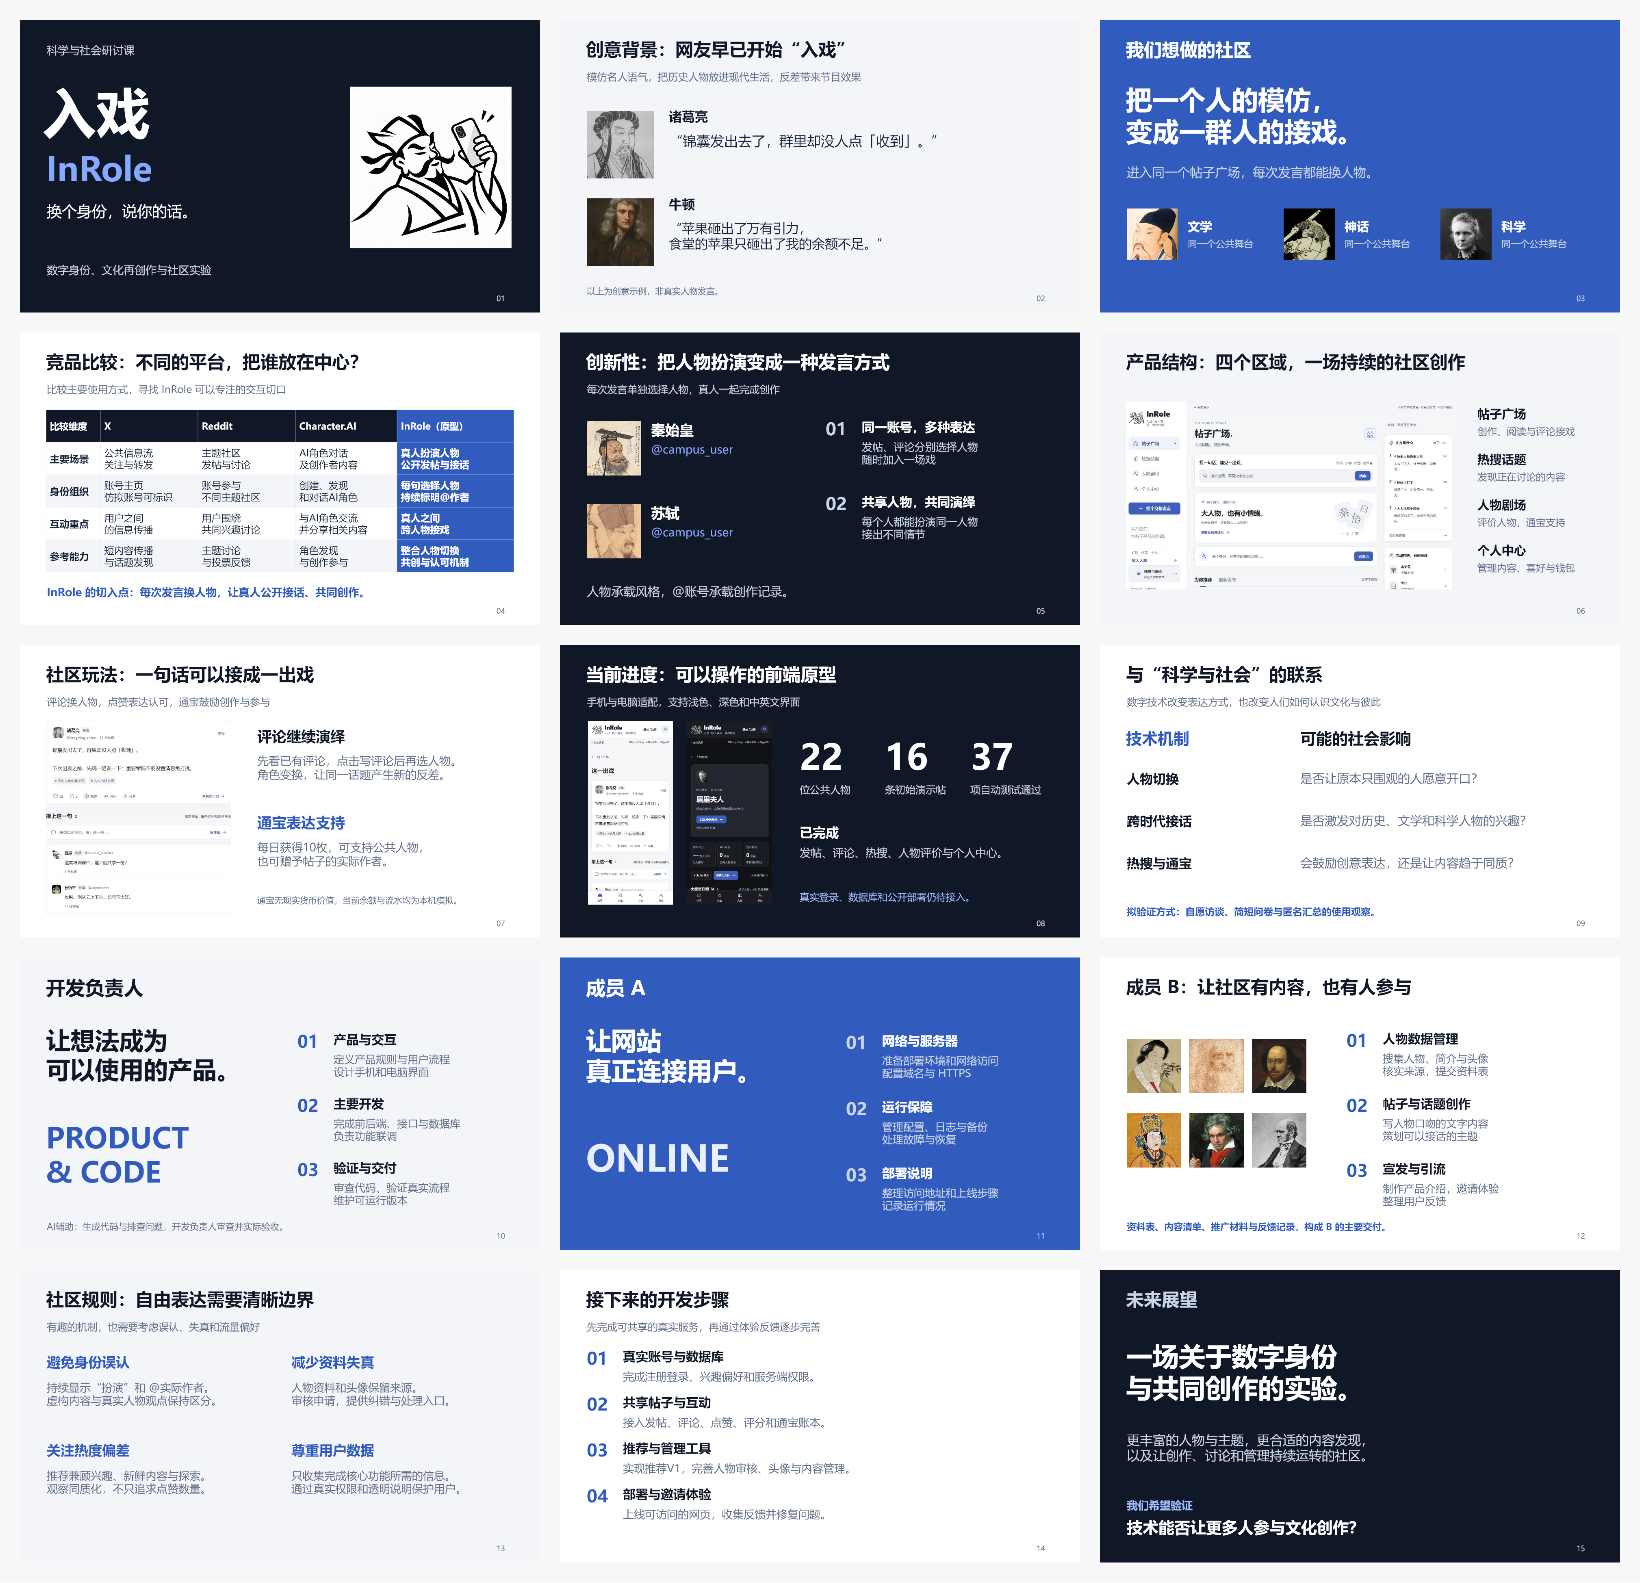 科学与社会研讨课
入戏
InRole
换个身份，说你的话。
数字身份、文化再创作与社区实验
01
创意背景：网友早已开始“入戏”
模仿名人语气，把历史人物放进现代生活，反差带来节目效果
诸葛亮
“锦囊发出去了，群里却没人点「收到」。”
牛顿
“苹果砸出了万有引力，
食堂的苹果只砸出了我的余额不足。”
以上为创意示例，非真实人物发言。
02
我们想做的社区
把一个人的模仿，
变成一群人的接戏。
进入同一个帖子广场，每次发言都能换人物。
文学
同一个公共舞台
神话
同一个公共舞台
科学
同一个公共舞台
03
竞品比较：不同的平台，把谁放在中心？
比较主要使用方式，寻找 InRole 可以专注的交互切口
比较维度 X Reddit Character.AI InRole（原型）
主要场景 公共信息流 关注与转发 主题社区 发帖与讨论 AI角色对话 及创作者内容 真人扮演人物 公开发帖与接话
身份组织 账号主页 仿拟账号可标识 账号参与 不同主题社区 创建、发现 和对话AI角色 每句选择人物 持续标明@作者
互动重点 用户之间 的信息传播 用户围绕 共同兴趣讨论 与AI角色交流 并分享相关内容 真人之间 跨人物接戏
参考能力 短内容传播 与话题发现 主题讨论 与投票反馈 角色发现 与创作参与 整合人物切换 共创与认可机制
InRole 的切入点：每次发言换人物，让真人公开接话、共同创作。
04
创新性：把人物扮演变成一种发言方式
每次发言单独选择人物，真人一起完成创作
秦始皇
@campus_user
苏轼
@campus_user
01 同一账号，多种表达
发帖、评论分别选择人物
随时加入一场戏
02 共享人物，共同演绎
每个人都能扮演同一人物
接出不同情节
人物承载风格，@账号承载创作记录。
05
产品结构：四个区域，一场持续的社区创作
InRole
帖子广场.
大人物，也有小情绪。
帖子广场
创作、阅读与评论接戏
热搜话题
发现正在讨论的内容
人物剧场
评价人物，通宝支持
个人中心
管理内容、喜好与钱包
06
社区玩法：一句话可以接成一出戏
评论换人物，点赞表达认可，通宝鼓励创作与参与
评论继续演绎
先看已有评论，点击写评论后再选人物。
角色变换，让同一话题产生新的反差。
通宝表达支持
每日获得10枚，可支持公共人物，
也可赠予帖子的实际作者。
通宝无现实货币价值，当前余额与流水均为本机模拟。
07
当前进度：可以操作的前端原型
手机与电脑适配，支持浅色、深色和中英文界面
InRole
这一出戏
InRole
居里夫人
22
位公共人物
16
条初始演示帖
37
项自动测试通过
已完成
发帖、评论、热搜、人物评价与个人中心。
真实登录、数据库和公开部署仍待接入。
08
与“科学与社会”的联系
数字技术改变表达方式，也改变人们如何认识文化与彼此
技术机制 可能的社会影响
人物切换 是否让原本只围观的人愿意开口？
跨时代接话 是否激发对历史、文学和科学人物的兴趣？
热搜与通宝 会鼓励创意表达，还是让内容趋于同质？
拟验证方式：自愿访谈、简短问卷与匿名汇总的使用观察。
09
开发负责人
让想法成为
可以使用的产品。
PRODUCT
& CODE
01 产品与交互
定义产品规则与用户流程
设计手机和电脑界面
02 主要开发
完成前后端、接口与数据库
负责功能联调
03 验证与交付
审查代码、验证真实流程
维护可运行版本
AI辅助：生成代码与排查问题，开发负责人审查并实际验收。
10
成员 A
让网站
真正连接用户。
ONLINE
01 网络与服务器
准备部署环境和网络访问
配置域名与 HTTPS
02 运行保障
管理配置、日志与备份
处理故障与恢复
03 部署说明
整理访问地址和上线步骤
记录运行情况
11
成员 B：让社区有内容，也有人参与
01 人物数据管理
搜集人物、简介与头像
核实来源，提交资料表
02 帖子与话题创作
写人物口吻的文字内容
策划可以接话的主题
03 宣发与引流
制作产品介绍，邀请体验
整理用户反馈
资料表、内容清单、推广材料与反馈记录，构成 B 的主要交付。
12
社区规则：自由表达需要清晰边界
有趣的机制，也需要考虑误认、失真和流量偏好
避免身份误认
持续显示“扮演”和 @实际作者。
虚构内容与真实人物观点保持区分。
减少资料失真
人物资料和头像保留来源。
审核申请，提供纠错与处理入口。
关注热度偏差
推荐兼顾兴趣、新鲜内容与探索。
观察同质化，不只追求点赞数量。
尊重用户数据
只收集完成核心功能所需的信息。
通过真实权限和透明说明保护用户。
13
接下来的开发步骤
先完成可共享的真实服务，再通过体验反馈逐步完善
01 真实账号与数据库
完成注册登录、兴趣偏好和服务端权限。
02 共享帖子与互动
接入发帖、评论、点赞、评分和通宝账本。
03 推荐与管理工具
实现推荐V1，完善人物审核、头像与内容管理。
04 部署与邀请体验
上线可访问的网页，收集反馈并修复问题。
14
未来展望
一场关于数字身份
与共同创作的实验。
更丰富的人物与主题，更合适的内容发现，
以及让创作、讨论和管理持续运转的社区。
我们希望验证
技术能否让更多人参与文化创作？
15